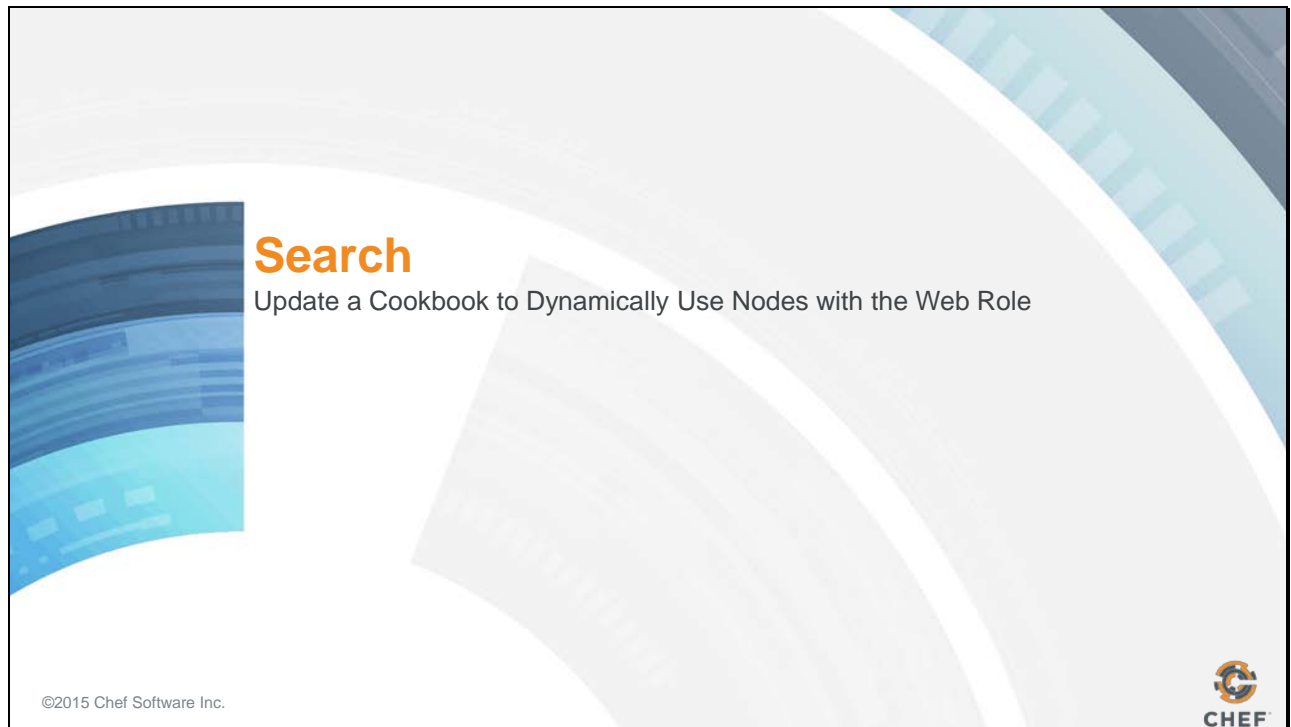 Search
Update a Cookbook to Dynamically Use Nodes with the Web Role
©2015 Chef Software Inc.
CHEF